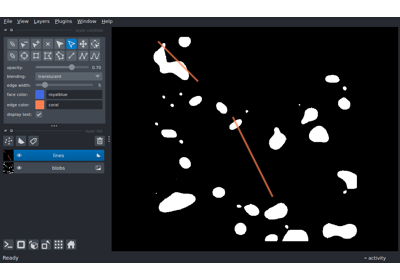 File View Layers Plugins Window Help
opacity: 0.70
blending: translucent
edge width: 5
face color: royalblue
edge color: coral
display text:
lines
blobs
Ready
activity